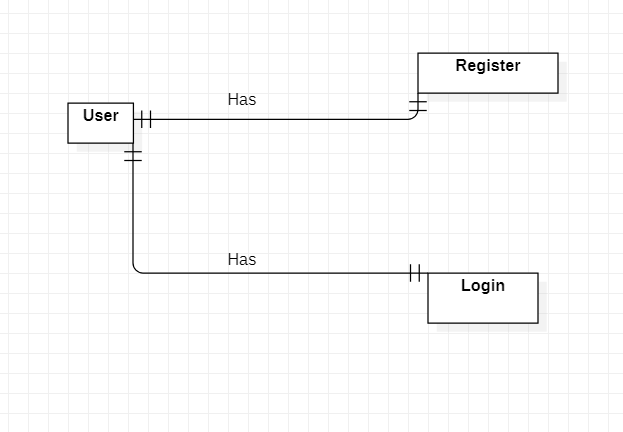 Register
Has
User
Has
Login